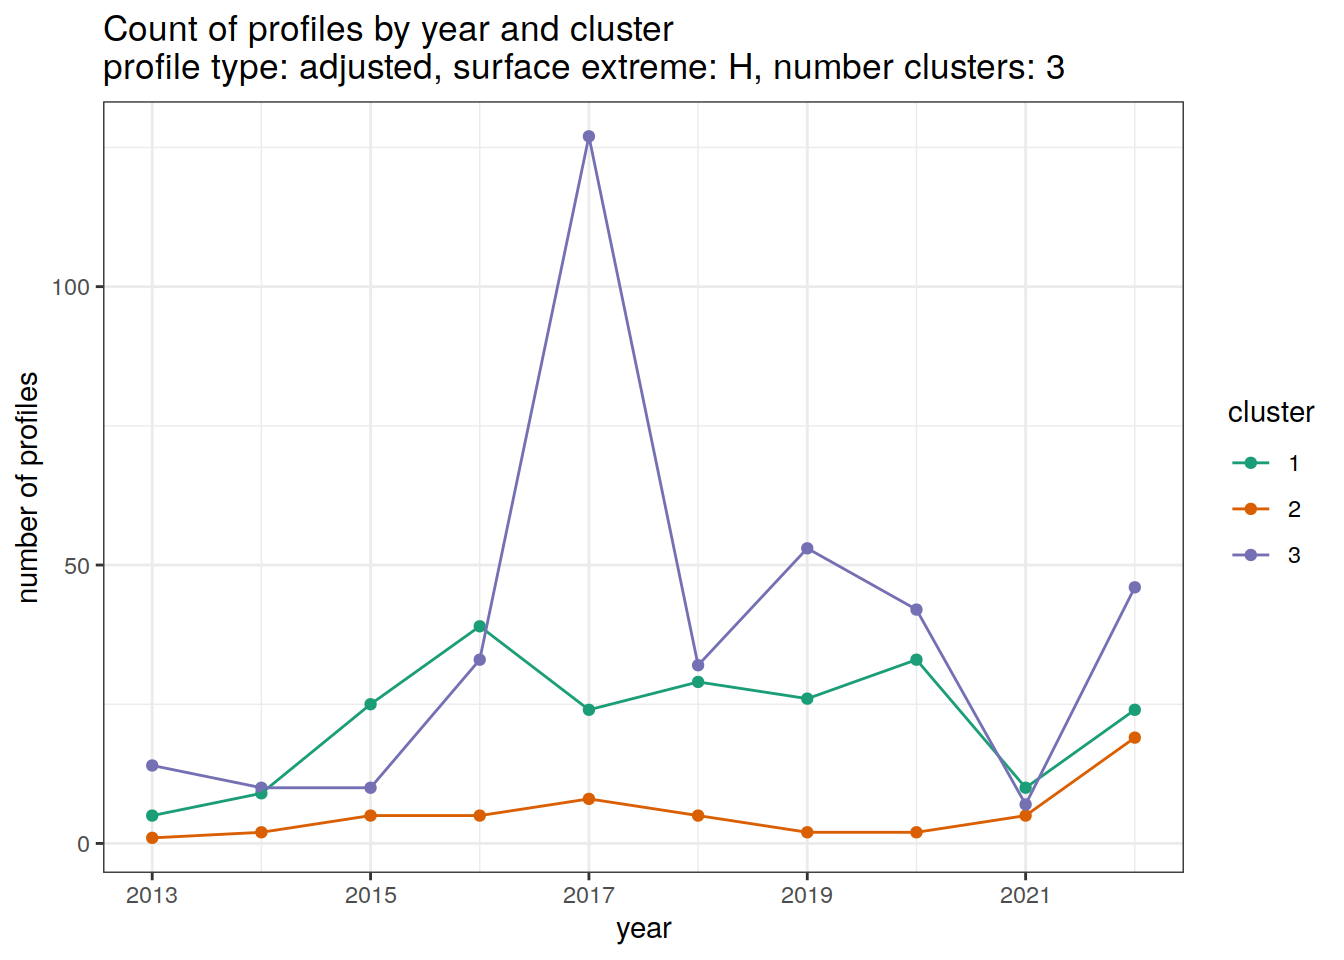 Count of profiles by year and cluster
profile type: adjusted, surface extreme: H, number clusters: 3
number of profiles
100
50
0
2013
2015
2017
2019
2021
year
cluster
1
2
3